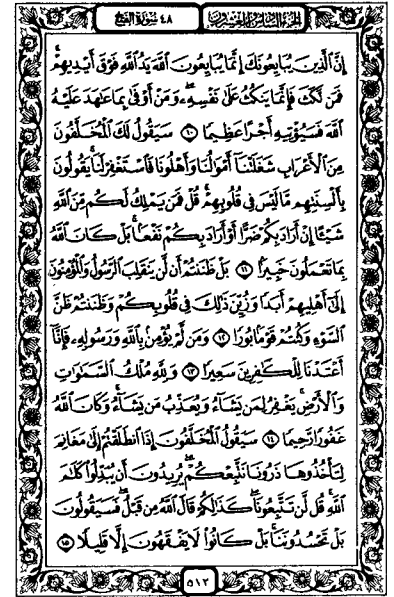 الجزء السادس والعشرون
٤٨ سُورَةُ الفَتْحِ
إِنَّ ٱلَّذِينَ يُبَايِعُونَكَ إِنَّمَا يُبَايِعُونَ ٱللَّهَ يَدُ ٱللَّهِ فَوْقَ أَيْدِيهِمْۚ
فَمَن نَّكَثَ فَإِنَّمَا يَنكُثُ عَلَىٰ نَفْسِهِۦۖ وَمَنْ أَوْفَىٰ بِمَا عَـٰهَدَ عَلَيْهُ
ٱللَّهَ فَسَيُؤْتِيهِ أَجْرًا عَظِيمًا ١٠ سَيَقُولُ لَكَ ٱلْمُخَلَّفُونَ
مِنَ ٱلْأَعْرَابِ شَغَلَتْنَآ أَمْوَٰلُنَا وَأَهْلُونَا فَٱسْتَغْفِرْ لَنَاۚ يَقُولُونَ
بِأَلْسِنَتِهِم مَّا لَيْسَ فِى قُلُوبِهِمْۚ قُلْ فَمَن يَمْلِكُ لَكُم مِّنَ ٱللَّهِ
شَيْـًٔا إِنْ أَرَادَ بِكُمْ ضَرًّا أَوْ أَرَادَ بِكُمْ نَفْعَۢاۚ بَلْ كَانَ ٱللَّهُ
بِمَا تَعْمَلُونَ خَبِيرًۢا ١١ بَلْ ظَنَنتُمْ أَن لَّن يَنقَلِبَ ٱلرَّسُولُ وَٱلْمُؤْمِنُونَ
إِلَىٰٓ أَهْلِيهِمْ أَبَدًا وَزُيِّنَ ذَٰلِكَ فِى قُلُوبِكُمْ وَظَنَنتُمْ ظَنَّ
ٱلسَّوْءِ وَكُنتُمْ قَوْمَۢا بُورًا ١٢ وَمَن لَّمْ يُؤْمِنۢ بِٱللَّهِ وَرَسُولِهِۦ فَإِنَّآ
أَعْتَدْنَا لِلْكَـٰفِرِينَ سَعِيرًا ١٣ وَلِلَّهِ مُلْكُ ٱلسَّمَـٰوَٰتِ
وَٱلْأَرْضِۚ يَغْفِرُ لِمَن يَشَآءُ وَيُعَذِّبُ مَن يَشَآءُۚ وَكَانَ ٱللَّهُ
غَفُورًا رَّحِيمًا ١٤ سَيَقُولُ ٱلْمُخَلَّفُونَ إِذَا ٱنطَلَقْتُمْ إِلَىٰ مَغَانِمَ
لِتَأْخُذُوهَا ذَرُونَا نَتَّبِعْكُمْۖ يُرِيدُونَ أَن يُبَدِّلُوا۟ كَلَـٰمَ
ٱللَّهِۚ قُل لَّن تَتَّبِعُونَا كَذَٰلِكُمْ قَالَ ٱللَّهُ مِن قَبْلُۖ فَسَيَقُولُونَ
بَلْ تَحْسُدُونَنَاۚ بَلْ كَانُوا۟ لَا يَفْقَهُونَ إِلَّا قَلِيلًا ١٥
٥١٢